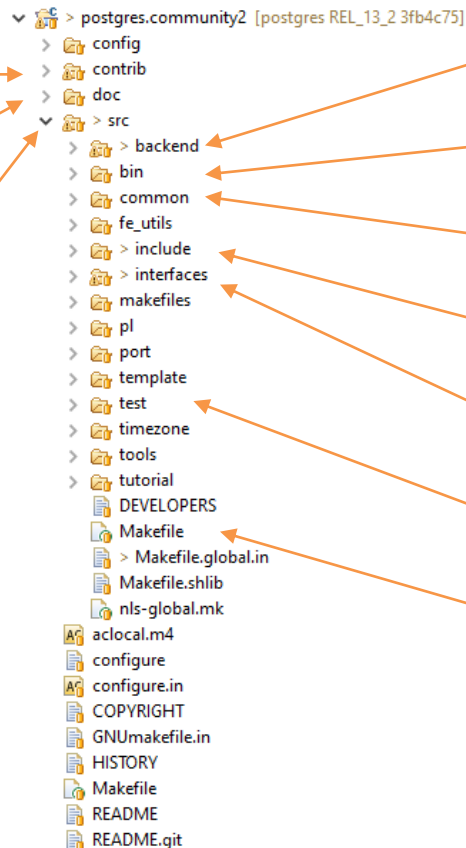 > postgres.community2 [postgres REL_13_2 3fb4c75]
> config
> contrib
> doc
> src
> backend
> bin
> common
> fe_utils
> include
> interfaces
> makefiles
> pl
> port
> template
> test
> timezone
> tools
> tutorial
DEVELOPERS
Makefile
> Makefile.global.in
Makefile.shlib
nls-global.mk
aclocal.m4
configure
configure.in
COPYRIGHT
GNUmakefile.in
HISTORY
Makefile
README
README.git